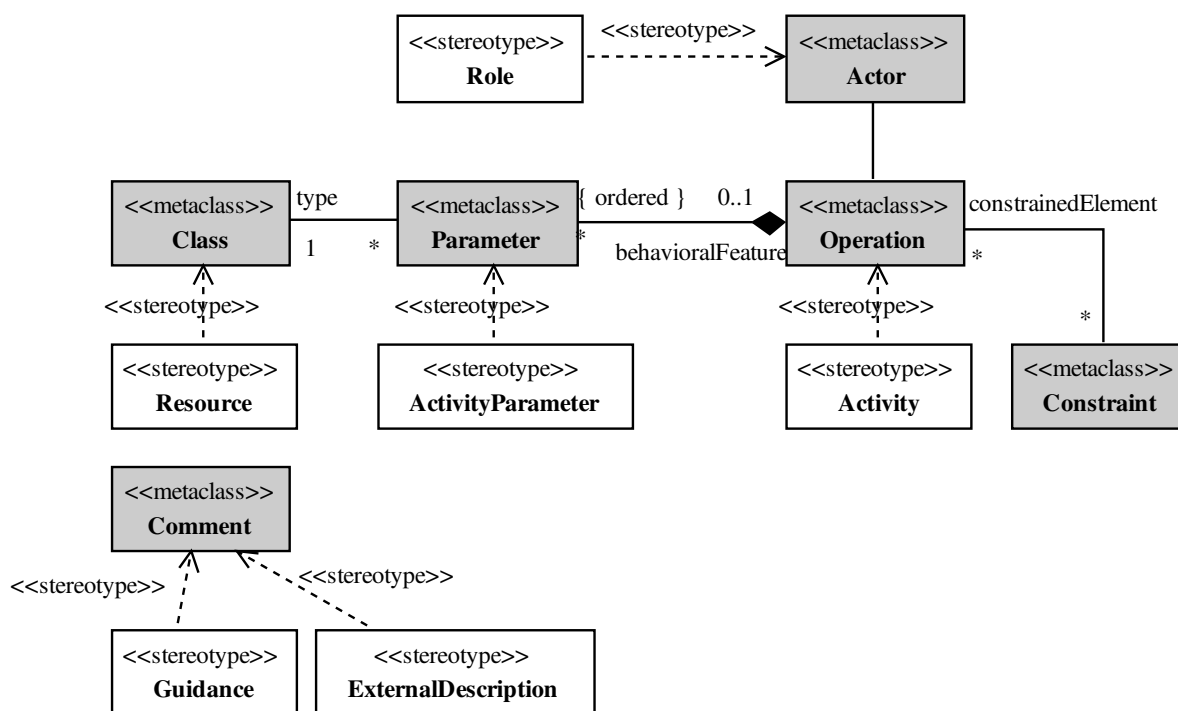 <<stereotype>>
Role
<<stereotype>>
<<metaclass>>
Actor
<<metaclass>>
Class
type
1
*
<<metaclass>>
Parameter
{ ordered }
*
0..1
behavioralFeature
<<metaclass>>
Operation
constrainedElement
*
*
<<stereotype>>
<<stereotype>>
<<stereotype>>
<<stereotype>>
Resource
<<stereotype>>
ActivityParameter
<<stereotype>>
Activity
<<metaclass>>
Constraint
<<metaclass>>
Comment
<<stereotype>>
<<stereotype>>
<<stereotype>>
Guidance
<<stereotype>>
ExternalDescription